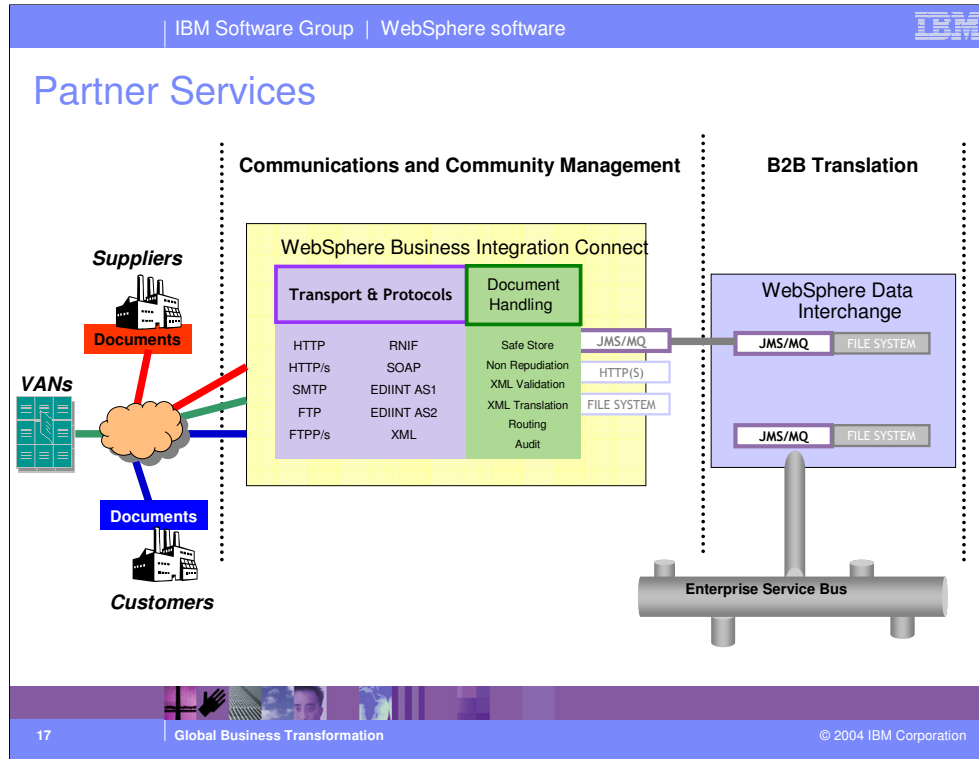 IBM Software Group | WebSphere software
IBM
Partner Services
Communications and Community Management
B2B Translation
WebSphere Business Integration Connect
Suppliers
Documents
VANs
Documents
Customers
Transport & Protocols
Document
Handling
HTTP
HTTP/s
SMTP
FTP
FTPP/s
RNIF
SOAP
EDIINT AS1
EDIINT AS2
XML
Safe Store
Non Repudiation
XML Validation
XML Translation
Routing
Audit
JMS/MQ
HTTP(S)
FILE SYSTEM
WebSphere Data
Interchange
JMS/MQ
FILE SYSTEM
JMS/MQ
FILE SYSTEM
Enterprise Service Bus
17
Global Business Transformation
© 2004 IBM Corporation